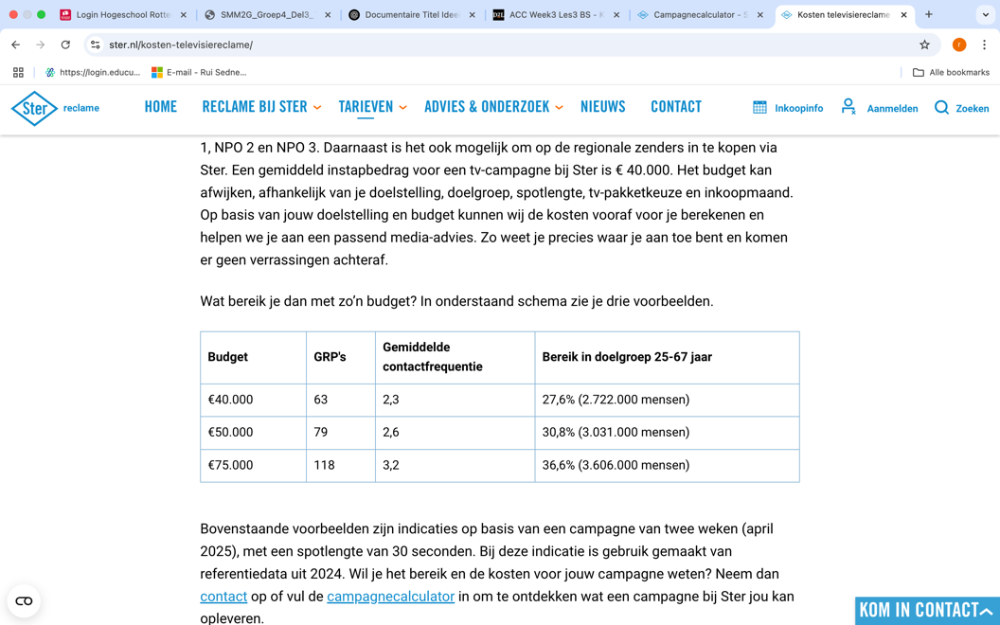 Login Hogeschool Rotte
SMM2G_Groep4_Del3_
Documentaire Titel Idee
ACC Week3 Les3 BS - K
Campagnecalculator - S
Kosten televisiereclame
ster.nl/kosten-televisiereclame/
r
https://login.educu...
E-mail - Rui Sedne...
All bookmarks
Ster reclame
HOME
RECLAME BIJ STER
TARIEVEN
ADVIES & ONDERZOEK
NIEUWS
CONTACT
Inkoopinfo
Aanmelden
Zoeken
1, NPO 2 en NPO 3. Daarnaast is het ook mogelijk om op de regionale zenders in te kopen via
Ster. Een gemiddeld instapbedrag voor een tv-campagne bij Ster is € 40.000. Het budget kan
afwijken, afhankelijk van je doelstelling, doelgroep, spotlengte, tv-pakketkeuze en inkoopmaand.
Op basis van jouw doelstelling en budget kunnen wij de kosten vooraf voor je berekenen en
helpen we je aan een passend media-advies. Zo weet je precies waar je aan toe bent en komen
er geen verrassingen achteraf.
Wat bereik je dan met zo’n budget? In onderstaand schema zie je drie voorbeelden.
Budget
GRP's
Gemiddelde
contactfrequentie
Bereik in doelgroep 25-67 jaar
€40.000 63 2,3 27,6% (2.722.000 mensen)
€50.000 79 2,6 30,8% (3.031.000 mensen)
€75.000 118 3,2 36,6% (3.606.000 mensen)
Bovenstaande voorbeelden zijn indicaties op basis van een campagne van twee weken (april
2025), met een spotlengte van 30 seconden. Bij deze indicatie is gebruik gemaakt van
referentiedata uit 2024. Wil je het bereik en de kosten voor jouw campagne weten? Neem dan
contact op of vul de campagnecalculator in om te ontdekken wat een campagne bij Ster jou kan
opleveren.
KOM IN CONTACT